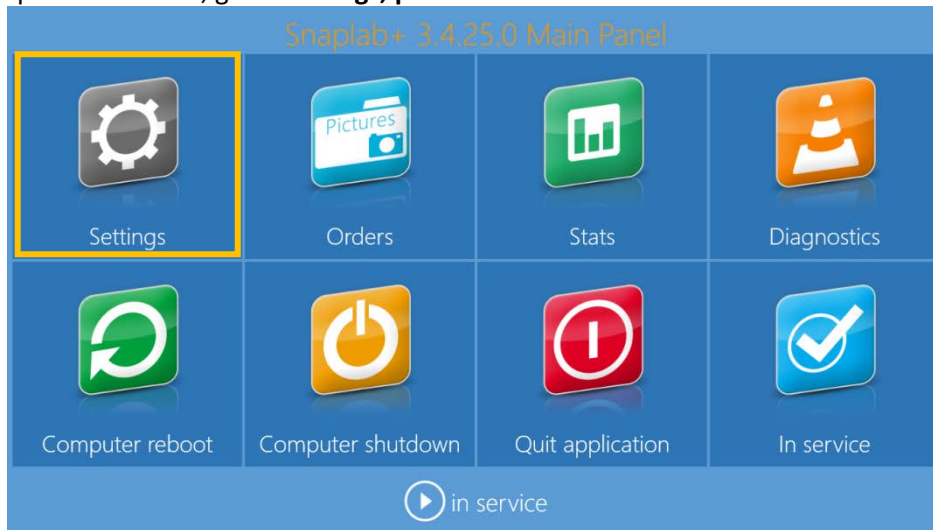 Snaplab+ 3.4.25.0 Main Panel
Pictures
Settings
Orders
Stats
Diagnostics
Computer reboot
Computer shutdown
Quit application
In service
in service